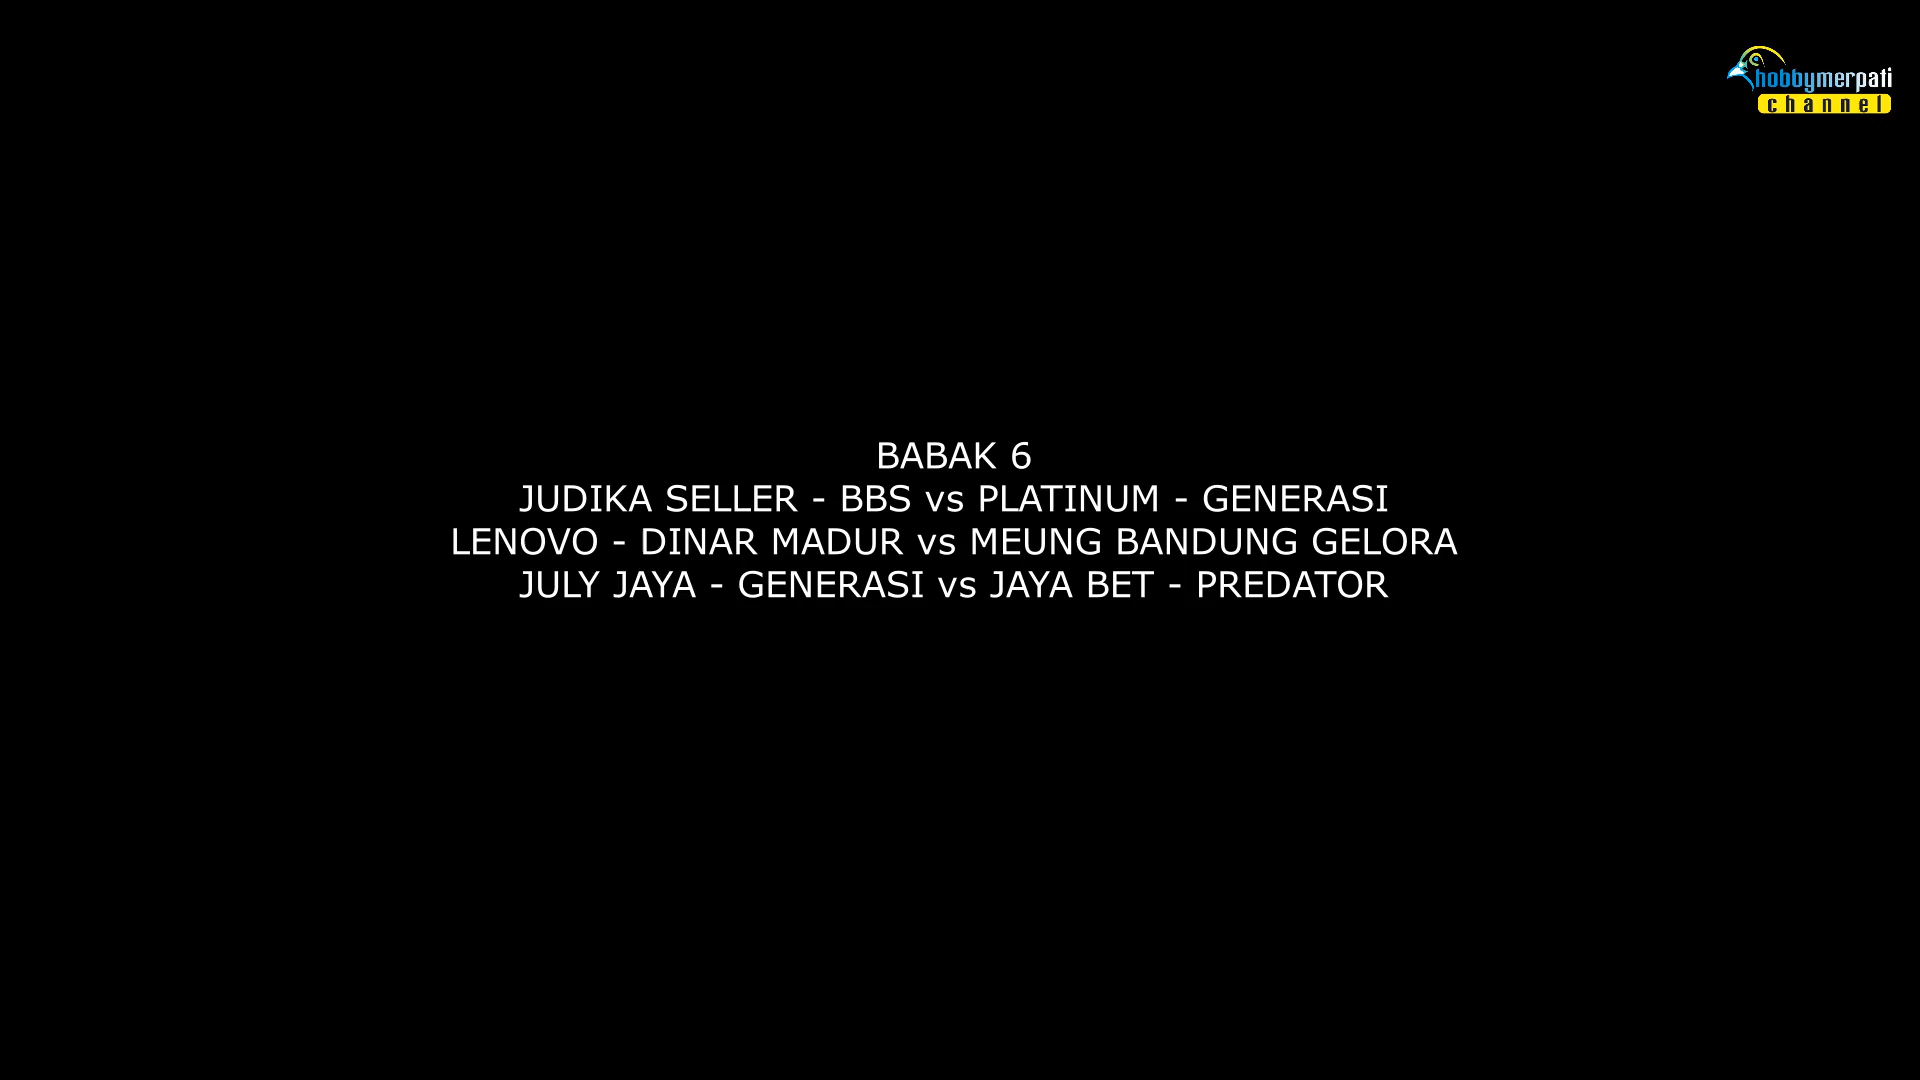 hobbymerpati
channel
BABAK 6
JUDIKA SELLER - BBS vs PLATINUM - GENERASI
LENOVO - DINAR MADUR vs MEUNG BANDUNG GELORA
JULY JAYA - GENERASI vs JAYA BET - PREDATOR